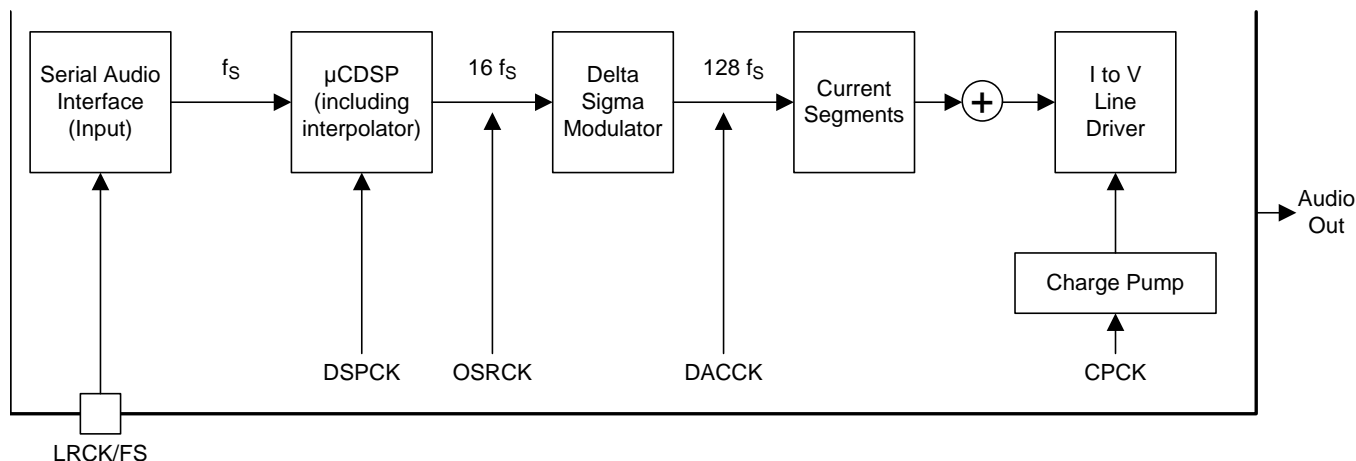 Serial Audio
Interface
(Input)
fS
µCDSP
(including
interpolator)
16 fS
Delta
Sigma
Modulator
128 fS
Current
Segments
+
I to V
Line
Driver
Audio
Out
Charge Pump
DSPCK
OSRCK
DACCK
CPCK
LRCK/FS